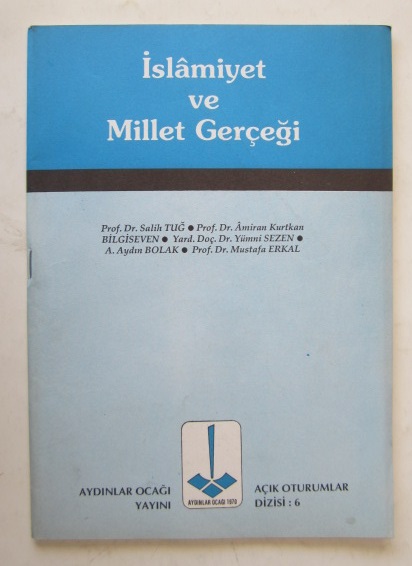 İslâmiyet
ve
Millet Gerçeği
Prof. Dr. Salih TUĞ ● Prof. Dr. Âmiran Kurtkan
BİLGİSEVEN ● Yard. Doç. Dr. Yümni SEZEN ●
A. Aydın BOLAK ● Prof. Dr. Mustafa ERKAL
AYDINLAR OCAĞI
YAYINI
AYDINLAR OCAĞI 1970
AÇIK OTURUMLAR
DİZİSİ : 6